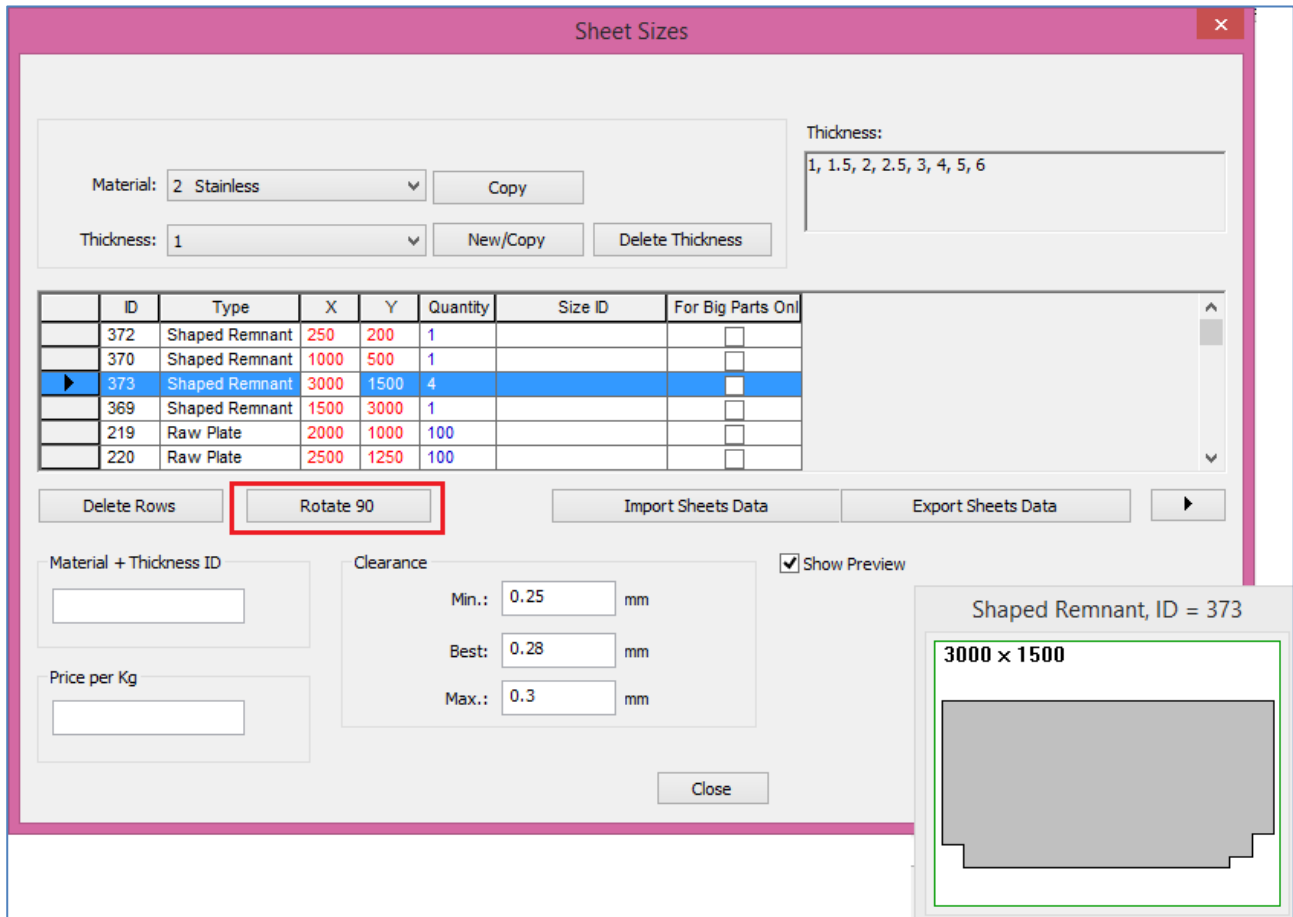 Sheet Sizes
Thickness:
1, 1.5, 2, 2.5, 3, 4, 5, 6
Material: 2 Stainless Copy
Thickness: 1 New/Copy Delete Thickness
ID Type X Y Quantity Size ID For Big Parts Onl
372 Shaped Remnant 250 200 1
370 Shaped Remnant 1000 500 1
373 Shaped Remnant 3000 1500 4
369 Shaped Remnant 1500 3000 1
219 Raw Plate 2000 1000 100
220 Raw Plate 2500 1250 100
Delete Rows Rotate 90 Import Sheets Data Export Sheets Data
Material + Thickness ID Clearance Show Preview
Min.: 0.25 mm
Best: 0.28 mm
Price per Kg
Max.: 0.3 mm
Close
Shaped Remnant, ID = 373
3000 × 1500